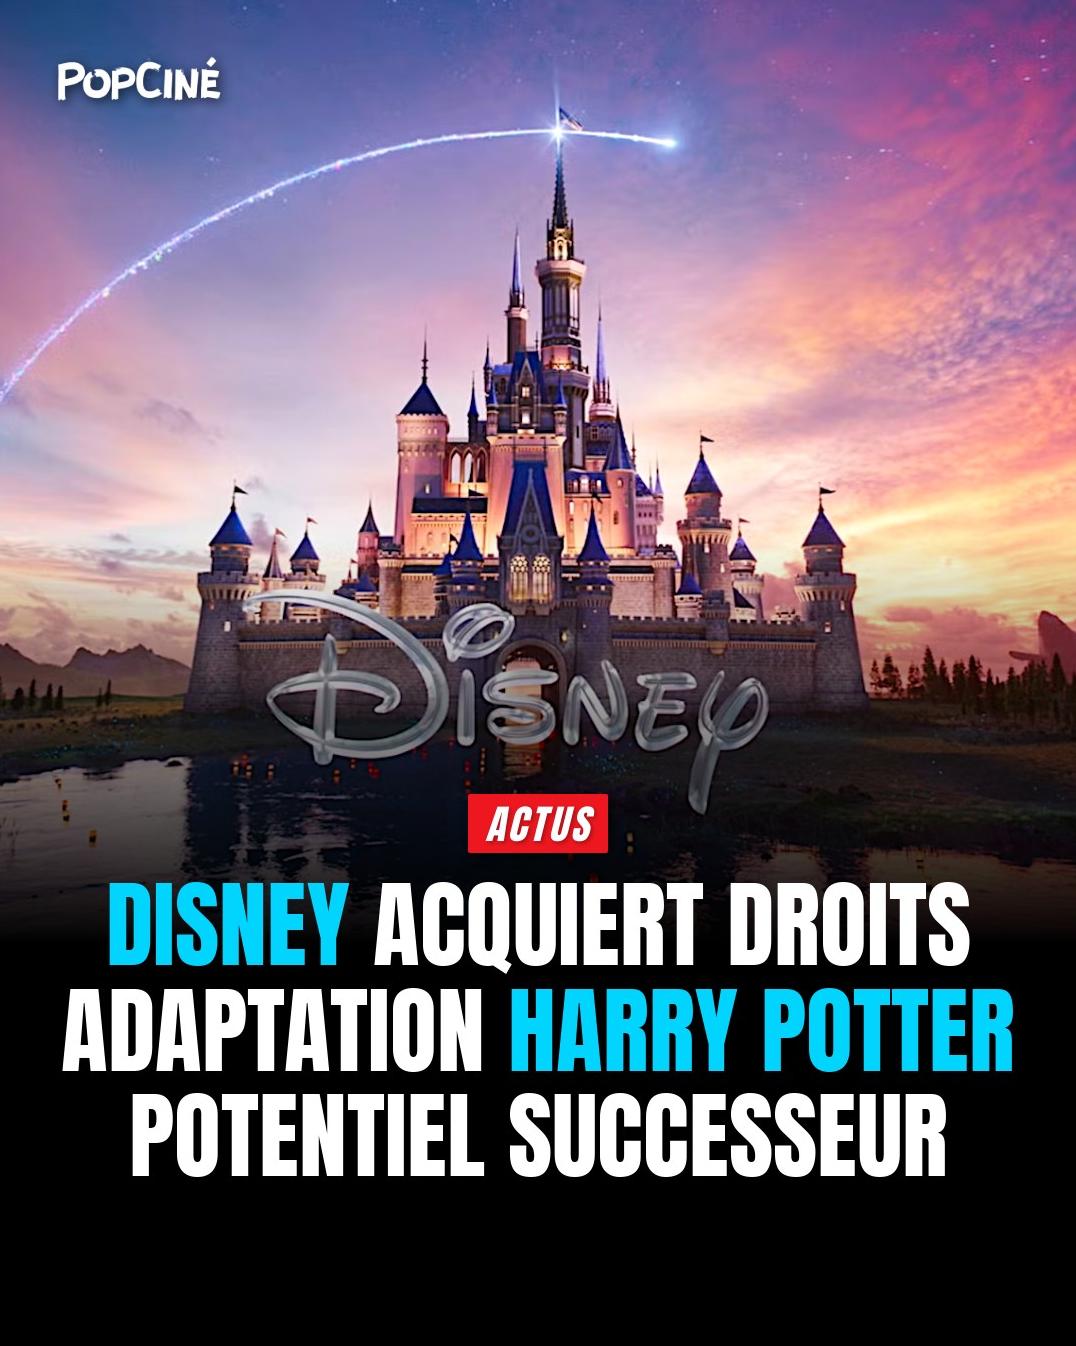 POPCINÉ
DISNEY
ACTUS
DISNEY ACQUIERT DROITS
ADAPTATION HARRY POTTER
POTENTIEL SUCCESSEUR